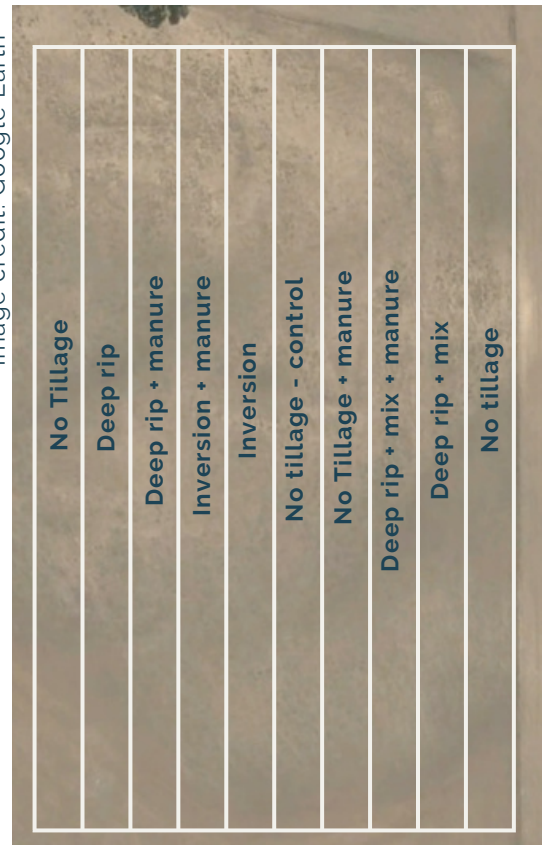 Image credit: Google Earth
No Tillage
Deep rip
Deep rip + manure
Inversion + manure
Inversion
No tillage - control
No Tillage + manure
Deep rip + mix + manure
Deep rip + mix
No tillage